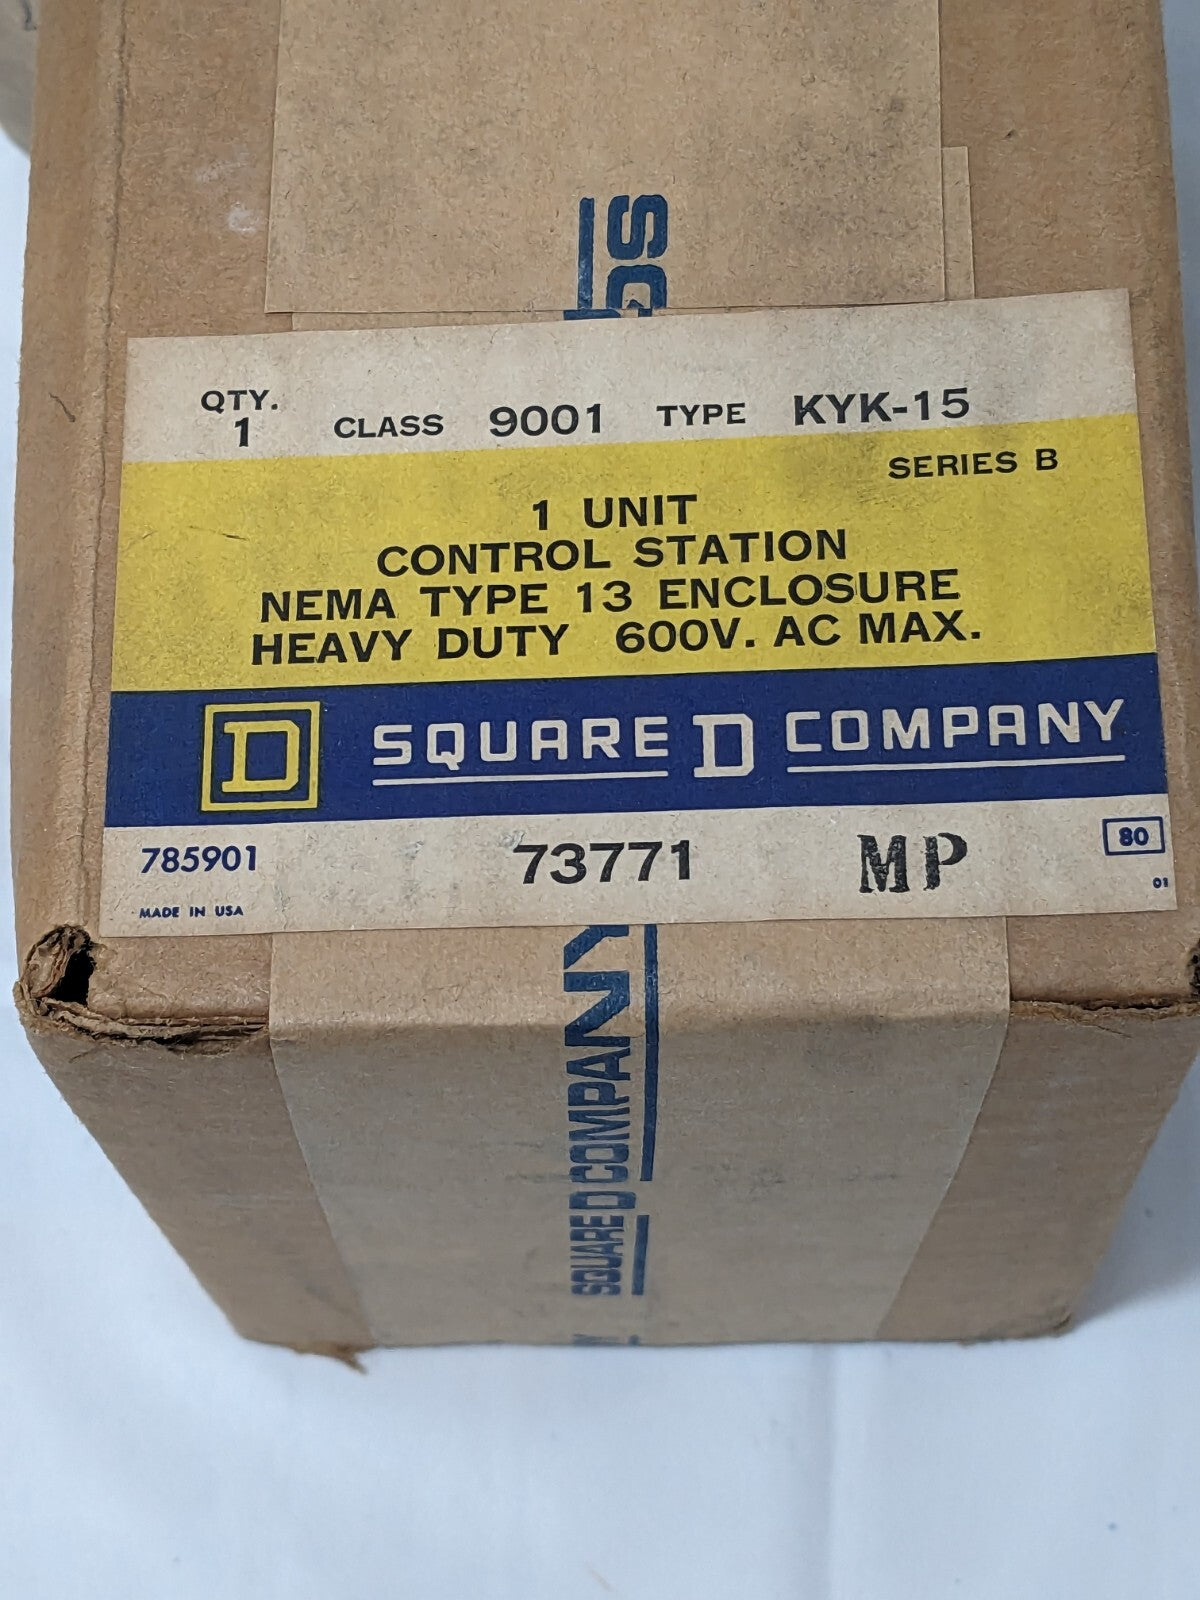 QTY.
1
CLASS 9001 TYPE KYK-15
SERIES B
1 UNIT
CONTROL STATION
NEMA TYPE 13 ENCLOSURE
HEAVY DUTY 600V. AC MAX.
D SQUARE D COMPANY
785901 73771 MP 80
MADE IN USA 01
SQUARE D COMPANY